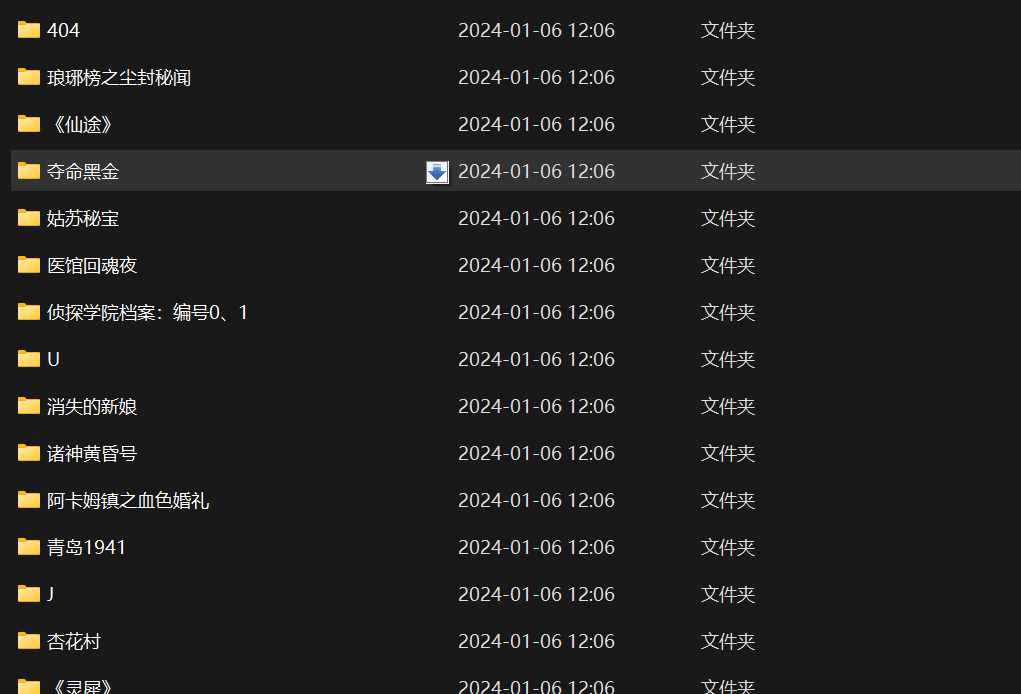 404 2024-01-06 12:06 文件夹
琅琊榜之尘封秘闻 2024-01-06 12:06 文件夹
《仙途》 2024-01-06 12:06 文件夹
夺命黑金 2024-01-06 12:06 文件夹
姑苏秘宝 2024-01-06 12:06 文件夹
医馆回魂夜 2024-01-06 12:06 文件夹
侦探学院档案：编号0、1 2024-01-06 12:06 文件夹
U 2024-01-06 12:06 文件夹
消失的新娘 2024-01-06 12:06 文件夹
诸神黄昏号 2024-01-06 12:06 文件夹
阿卡姆镇之血色婚礼 2024-01-06 12:06 文件夹
青岛1941 2024-01-06 12:06 文件夹
J 2024-01-06 12:06 文件夹
杏花村 2024-01-06 12:06 文件夹
《灵犀》 2024-01-06 12:06 文件夹